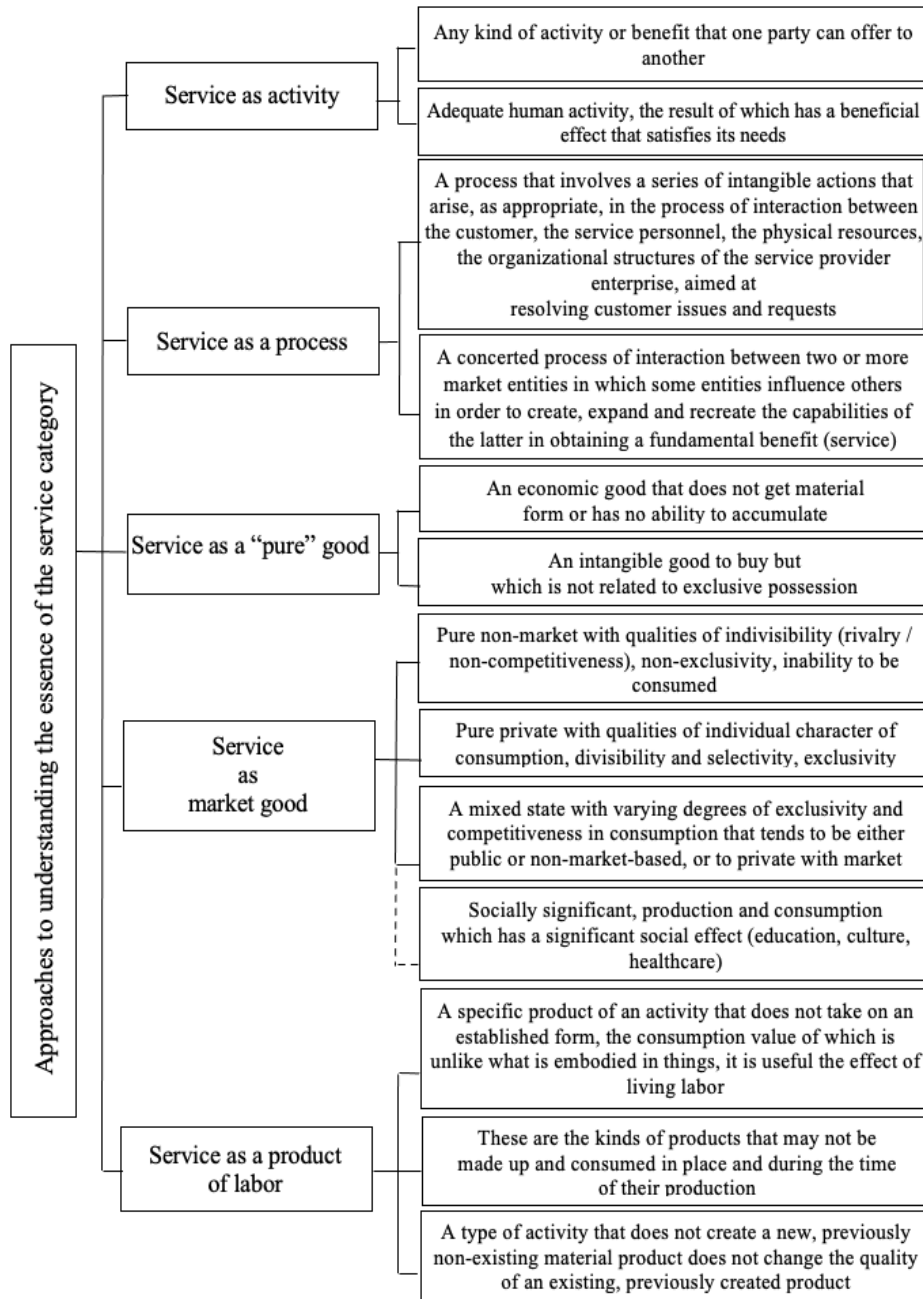 Approaches to understanding the essence of the service category
Service as activity
Any kind of activity or benefit that one party can offer to
another
Adequate human activity, the result of which has a beneficial
effect that satisfies its needs
Service as a process
A process that involves a series of intangible actions that
arise, as appropriate, in the process of interaction between
the customer, the service personnel, the physical resources,
the organizational structures of the service provider
enterprise, aimed at
resolving customer issues and requests
A concerted process of interaction between two or more
market entities in which some entities influence others
in order to create, expand and recreate the capabilities of
the latter in obtaining a fundamental benefit (service)
Service as a “pure” good
An economic good that does not get material
form or has no ability to accumulate
An intangible good to buy but
which is not related to exclusive possession
Service
as
market good
Pure non-market with qualities of indivisibility (rivalry /
non-competitiveness), non-exclusivity, inability to be
consumed
Pure private with qualities of individual character of
consumption, divisibility and selectivity, exclusivity
A mixed state with varying degrees of exclusivity and
competitiveness in consumption that tends to be either
public or non-market-based, or to private with market
Socially significant, production and consumption
which has a significant social effect (education, culture,
healthcare)
Service as a product
of labor
A specific product of an activity that does not take on an
established form, the consumption value of which is
unlike what is embodied in things, it is useful the effect of
living labor
These are the kinds of products that may not be
made up and consumed in place and during the time
of their production
A type of activity that does not create a new, previously
non-existing material product does not change the quality
of an existing, previously created product